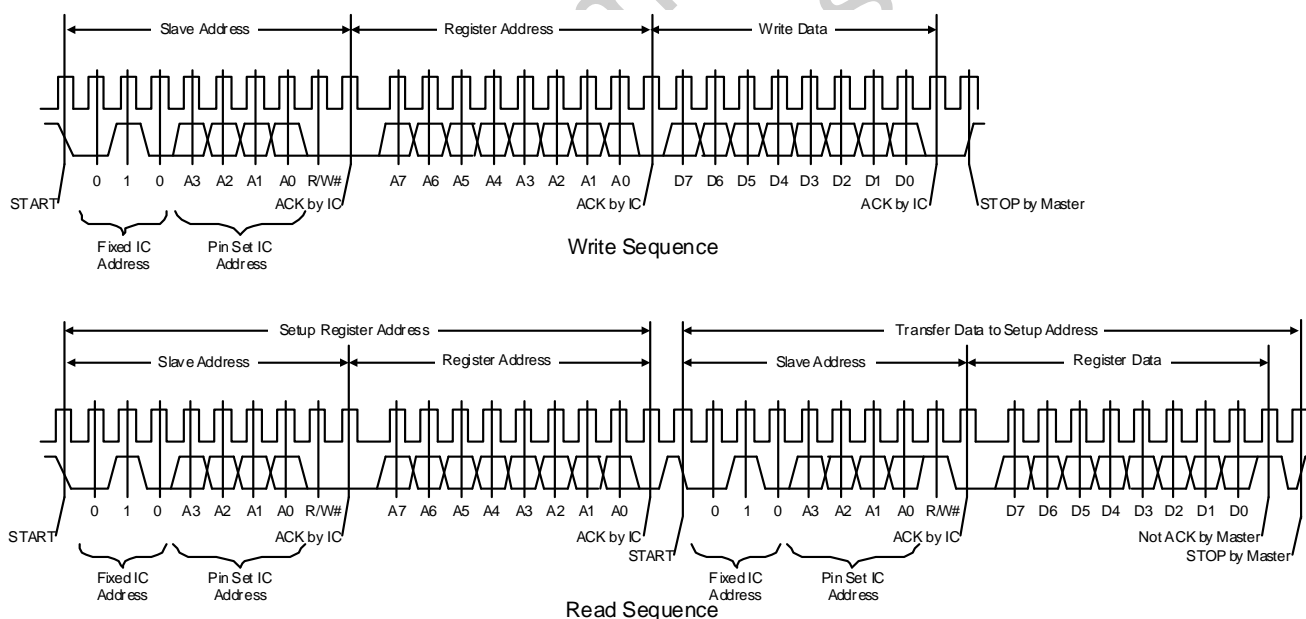 Slave Address Register Address Write Data
0 1 0 A3 A2 A1 A0 R/W# A7 A6 A5 A4 A3 A2 A1 A0 D7 D6 D5 D4 D3 D2 D1 D0
START ACK by IC ACK by IC ACK by IC STOP by Master
Fixed IC Address Pin Set IC Address
Write Sequence
Setup Register Address Transfer Data to Setup Address
Slave Address Register Address Slave Address Register Data
0 1 0 A3 A2 A1 A0 R/W# A7 A6 A5 A4 A3 A2 A1 A0 0 1 0 A3 A2 A1 A0 R/W# D7 D6 D5 D4 D3 D2 D1 D0
START ACK by IC ACK by IC START ACK by IC Not ACK by Master
STOP by Master
Fixed IC Address Pin Set IC Address Fixed IC Address Pin Set IC Address
Read Sequence